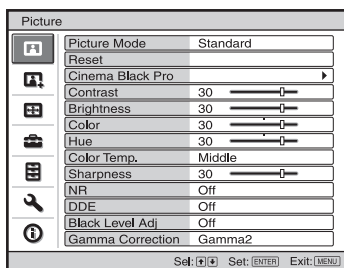 Picture
Picture Mode Standard
Reset
Cinema Black Pro
Contrast 30
Brightness 30
Color 30
Hue 30
Color Temp. Middle
Sharpness 30
NR Off
DDE Off
Black Level Adj Off
Gamma Correction Gamma2
Sel: Set: ENTER Exit: MENU